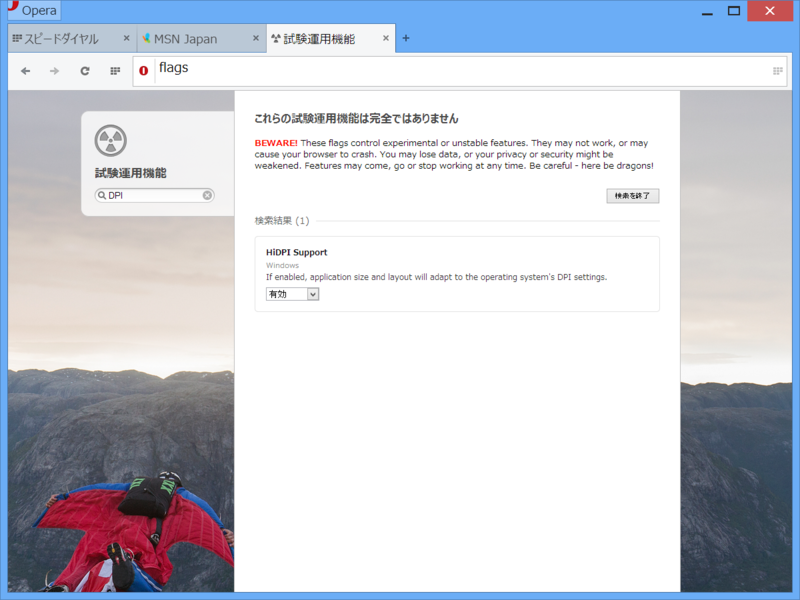 Opera
スピードダイヤル
MSN Japan
試験運用機能
flags
試験運用機能
DPI
これらの試験運用機能は完全ではありません
BEWARE! These flags control experimental or unstable features. They may not work, or may
cause your browser to crash. You may lose data, or your privacy or security might be
weakened. Features may come, go or stop working at any time. Be careful - here be dragons!
検索を終了
検索結果 (1)
HiDPI Support
Windows
If enabled, application size and layout will adapt to the operating system's DPI settings.
有効